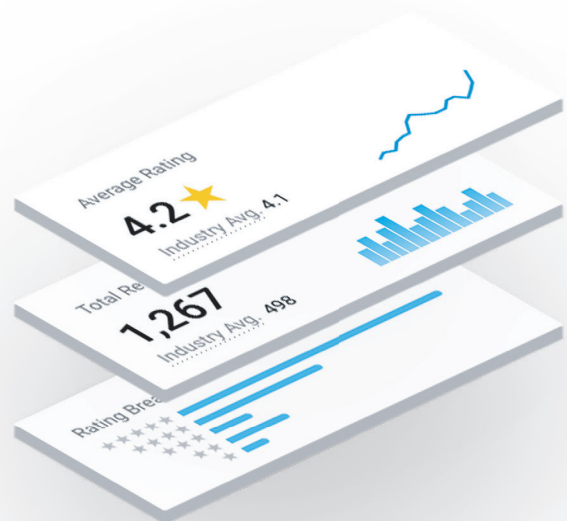 Average Rating
4.2
Industry Avg. 4.1
Total Re
1,267
Industry Avg. 498
Rating Brea